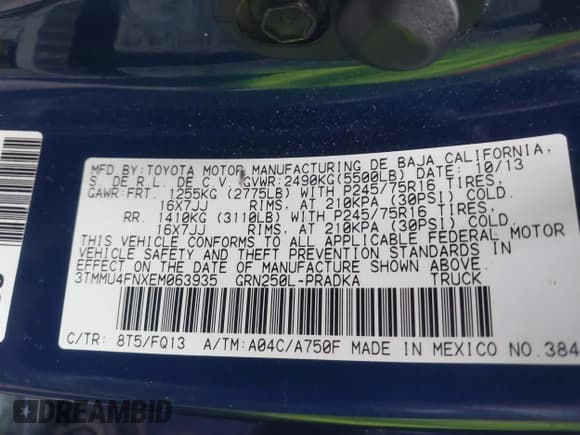 MFD.BY:TOYOTA MOTOR MANUFACTURING DE BAJA CALIFORNIA,
S. DE R.L. DE C.V. GVWR:2490KG(5500LB) DATE: 10/13
GAWR:FRT. 1255KG (2775LB) WITH P245/75R16 TIRES,
16X7JJ RIMS, AT 210KPA (30PSI) COLD.
RR. 1410KG (3110LB) WITH P245/75R16 TIRES,
16X7JJ RIMS, AT 210KPA (30PSI) COLD.
THIS VEHICLE CONFORMS TO ALL APPLICABLE FEDERAL MOTOR
VEHICLE SAFETY AND THEFT PREVENTION STANDARDS IN
EFFECT ON THE DATE OF MANUFACTURE SHOWN ABOVE.
3TMMU4FNXEM063935 GRN250L-PRADKA TRUCK
C/TR: 8T5/FQ13 A/TM:A04C/A750F MADE IN MEXICO NO.384
DREAMBID